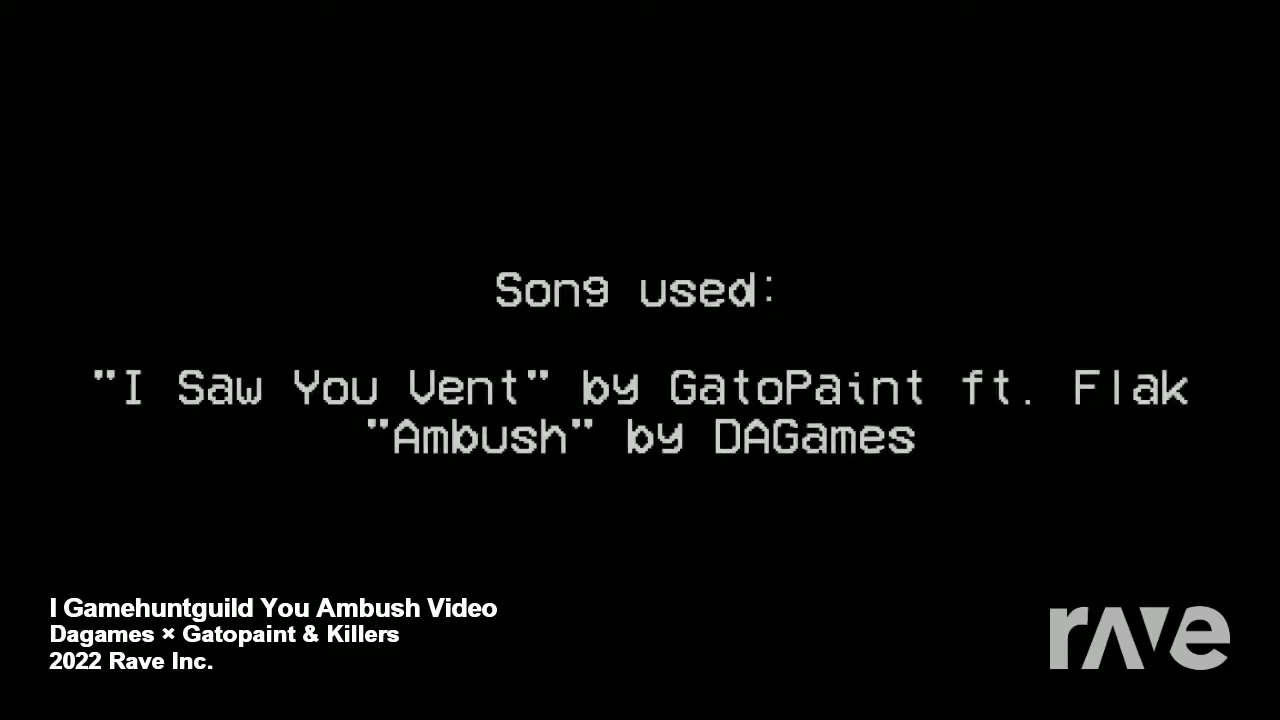 Song used:
"I Saw You Vent" by GatoPaint ft. Flak
"Ambush" by DAGames
I Gamehuntguild You Ambush Video
Dagames × Gatopaint & Killers
2022 Rave Inc.
rave